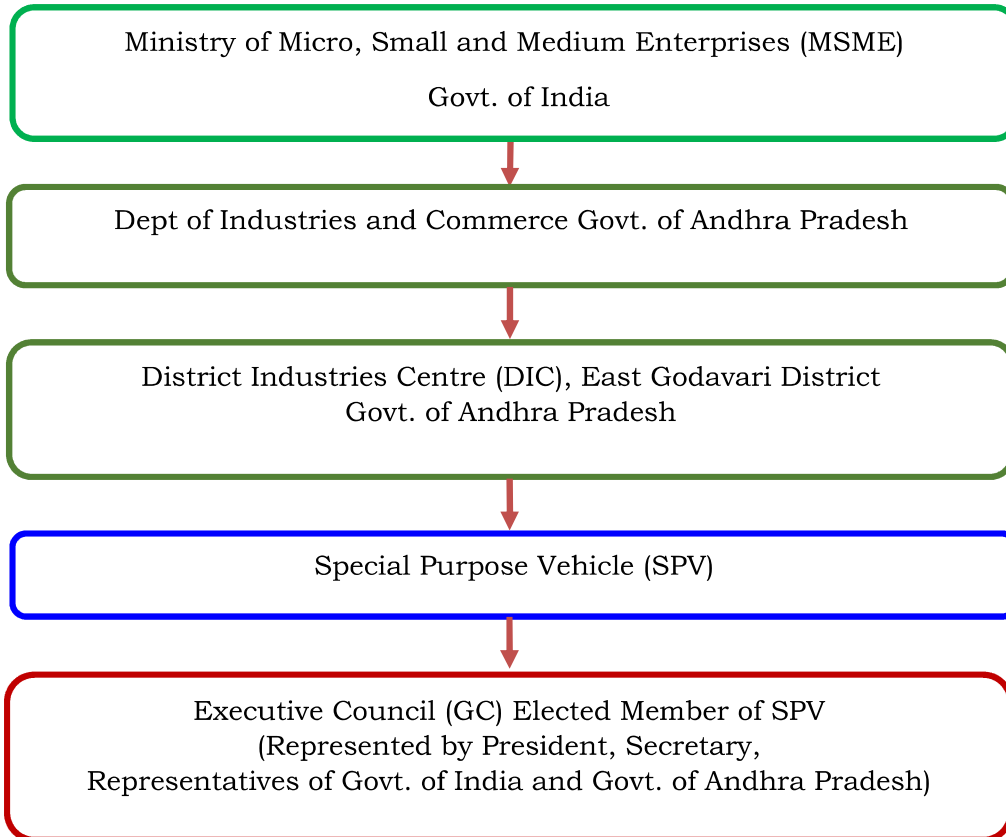 Ministry of Micro, Small and Medium Enterprises (MSME)
Govt. of India
Dept of Industries and Commerce Govt. of Andhra Pradesh
District Industries Centre (DIC), East Godavari District
Govt. of Andhra Pradesh
Special Purpose Vehicle (SPV)
Executive Council (GC) Elected Member of SPV
(Represented by President, Secretary,
Representatives of Govt. of India and Govt. of Andhra Pradesh)